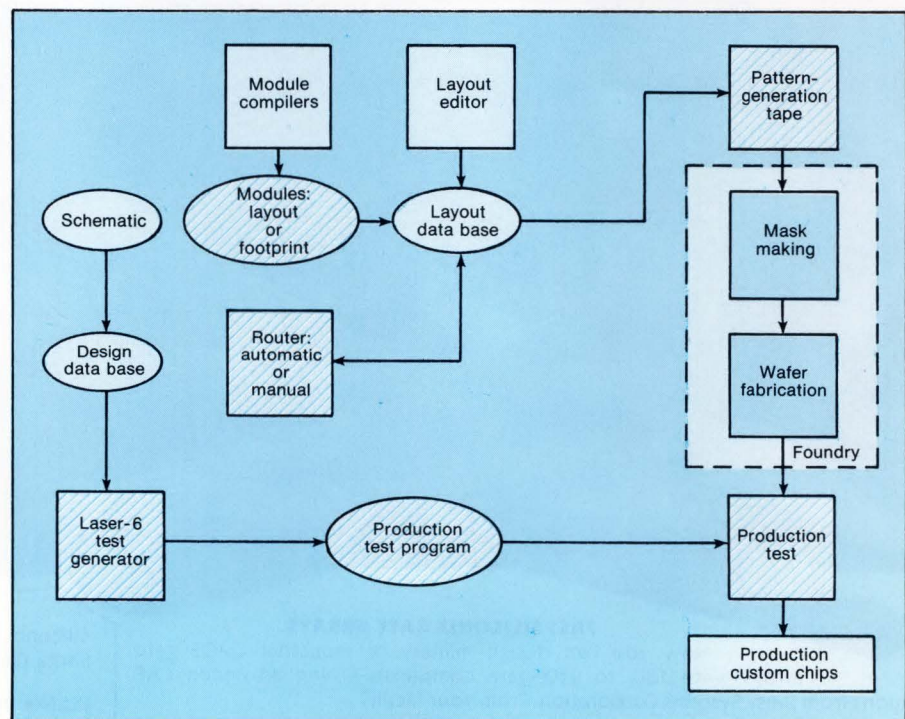 Module
compilers
Layout
editor
Pattern-
generation
tape
Schematic
Modules:
layout
or
footprint
Layout
data base
Mask
making
Design
data base
Router:
automatic
or
manual
Wafer
fabrication
Foundry
Laser-6
test
generator
Production
test program
Production
test
Production
custom chips